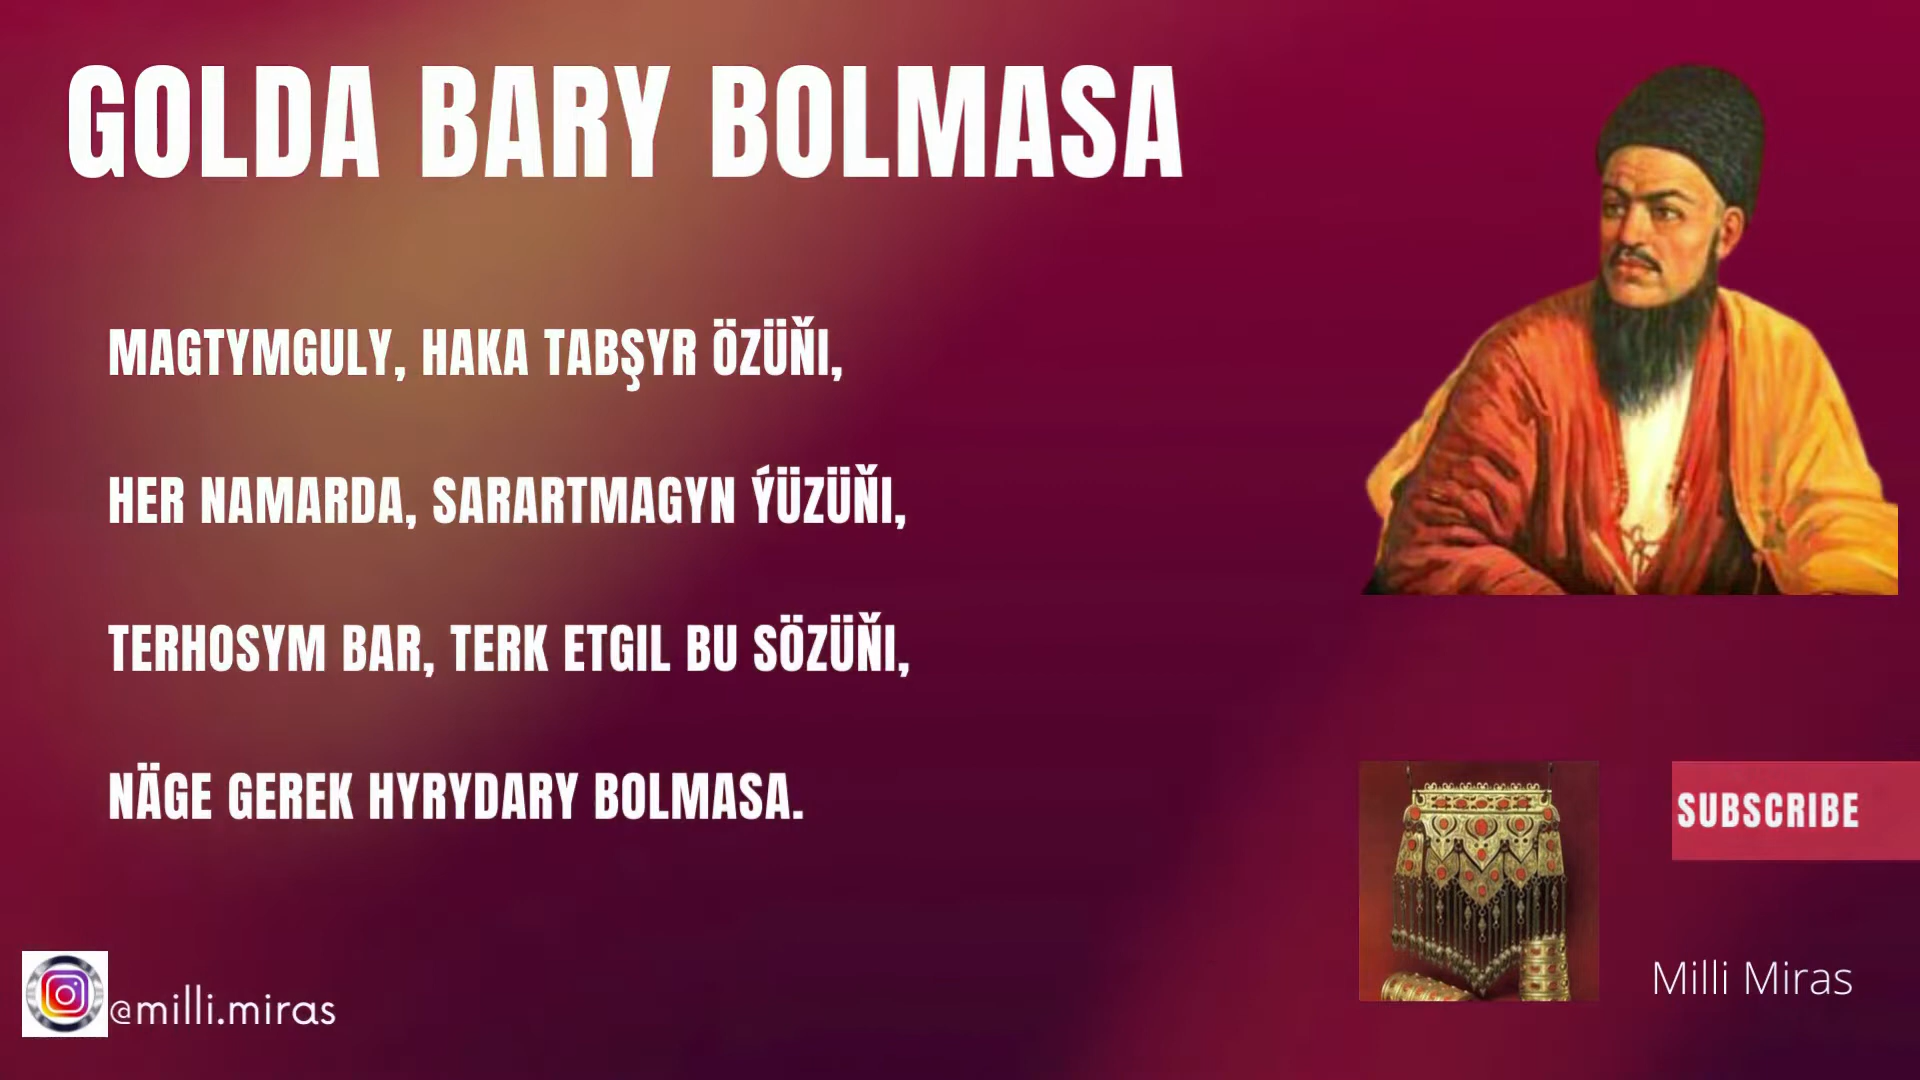 GOLDA BARY BOLMASA
MAGTYMGULY, HAKA TABŞYR ÖZÜŇI,
HER NAMARDA, SARARTMAGYN ÝÜZÜŇI,
TERHOSYM BAR, TERK ETGIL BU SÖZÜŇI,
NÄGE GEREK HYRYDARY BOLMASA.
SUBSCRIBE
Milli Miras
@milli.miras